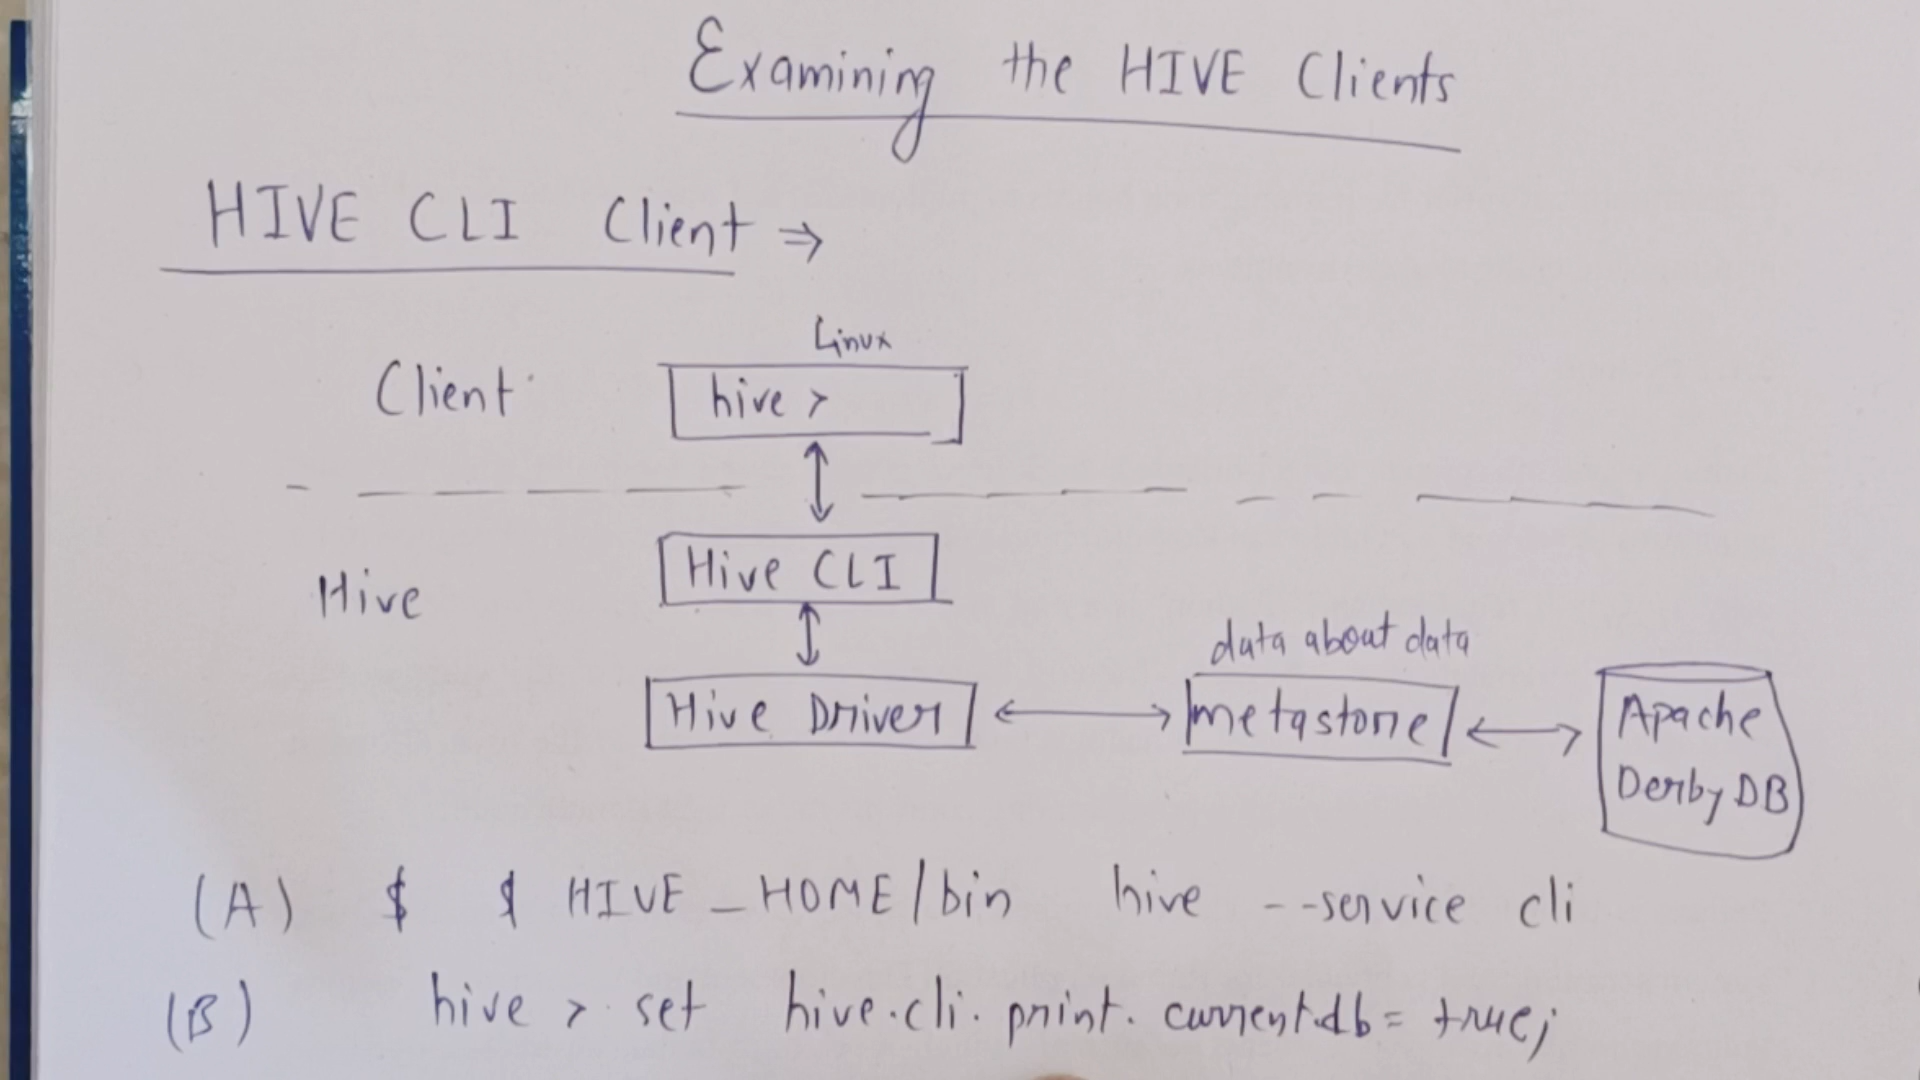 Examining the HIVE Clients
HIVE CLI Client ⇒
Linux
Client hive >
Hive CLI
Hive
data about data
Hive Driver metastore Apache
Derby DB
(A) $ $ HIVE_HOME/bin hive --service cli
(B) hive > set hive.cli.print.current.db = true;